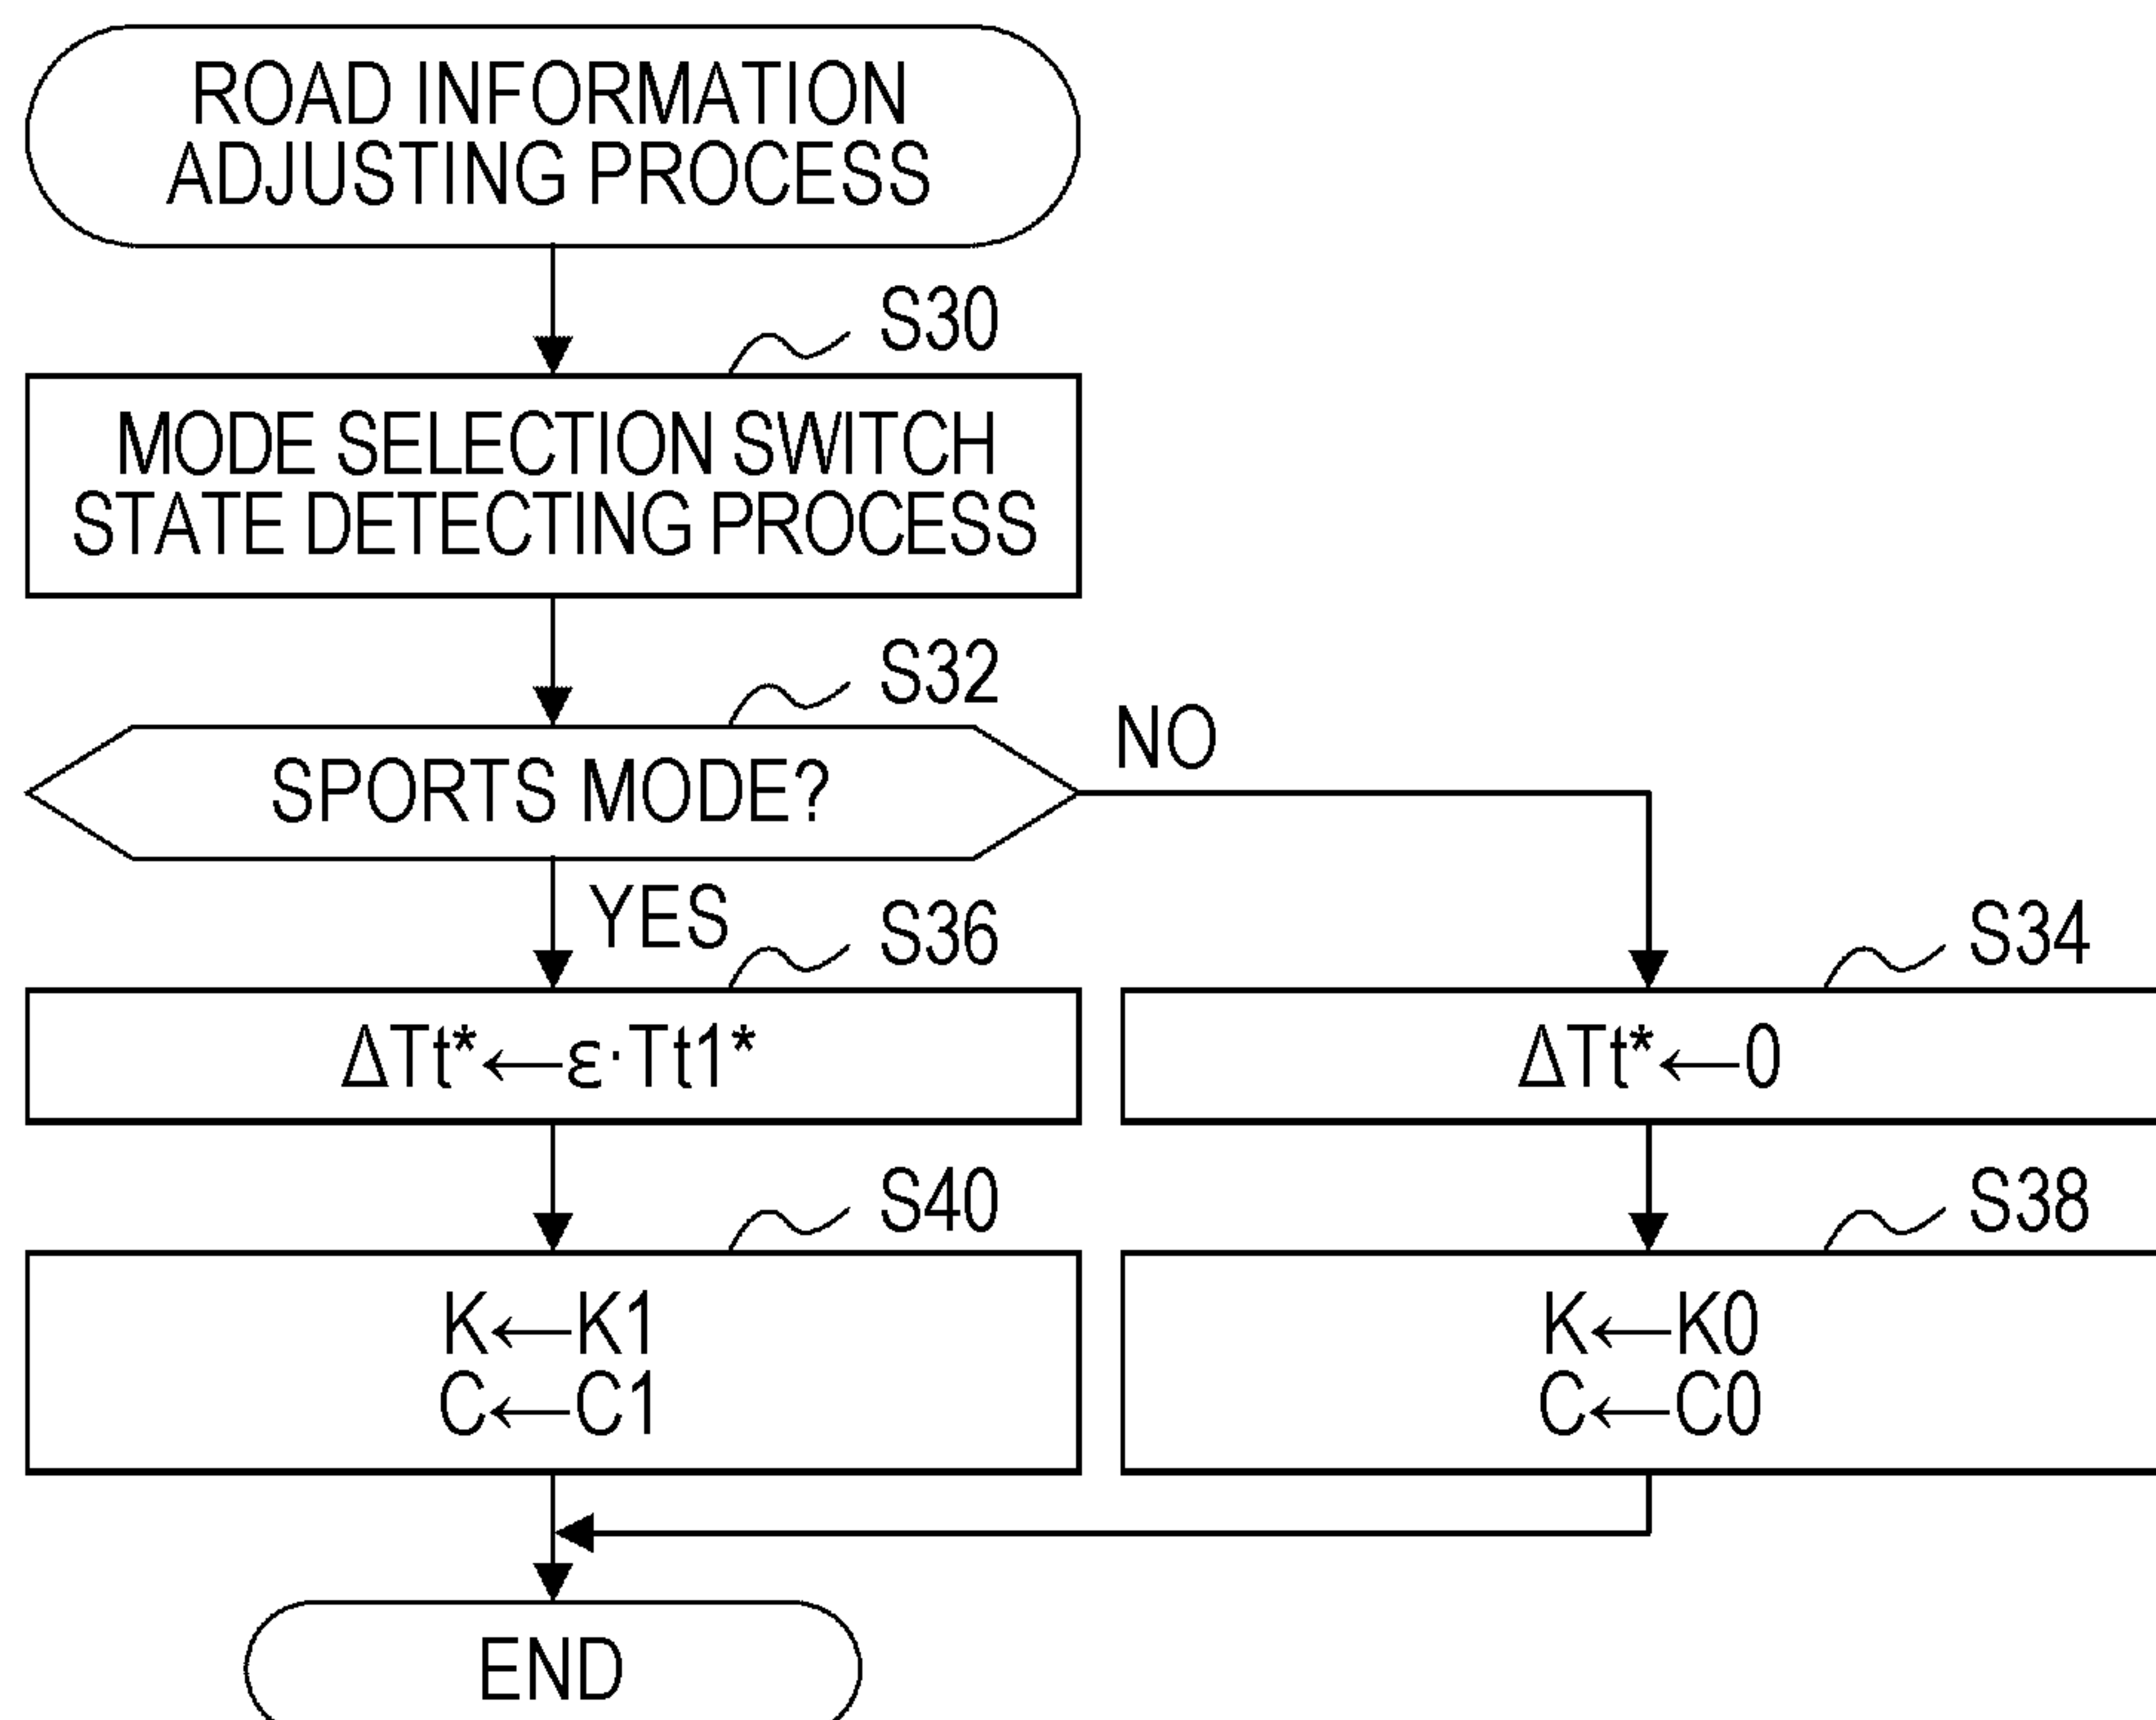 ROAD INFORMATION
ADJUSTING PROCESS
S30
MODE SELECTION SWITCH
STATE DETECTING PROCESS
S32
SPORTS MODE?
NO
YES
S36
ΔTt*←ε·Tt1*
S34
ΔTt*←0
S40
K←K1
C←C1
S38
K←K0
C←C0
END